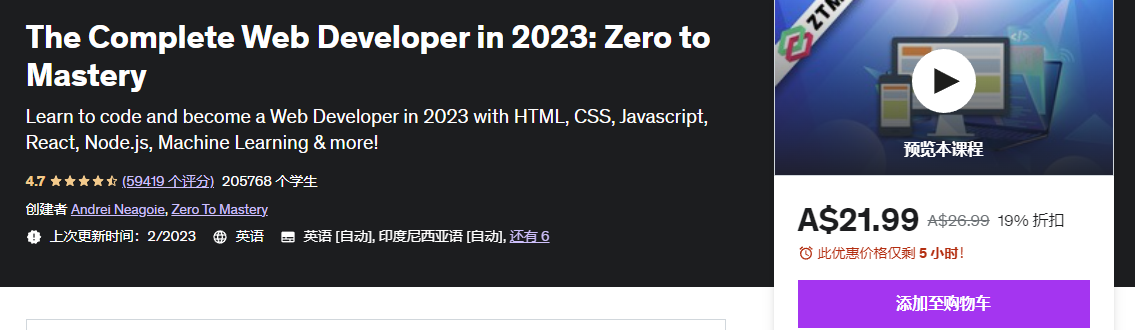 The Complete Web Developer in 2023: Zero to
Mastery
Learn to code and become a Web Developer in 2023 with HTML, CSS, Javascript,
React, Node.js, Machine Learning & more!
4.7 (59419 个评分) 205768 个学生
创建者 Andrei Neagoie, Zero To Mastery
上次更新时间: 2/2023 英语 英语 [自动], 印度尼西亚语 [自动], 还有 6
ZTM
预览本课程
A$21.99 A$26.99 19% 折扣
此优惠价格仅剩 5 小时!
添加至购物车